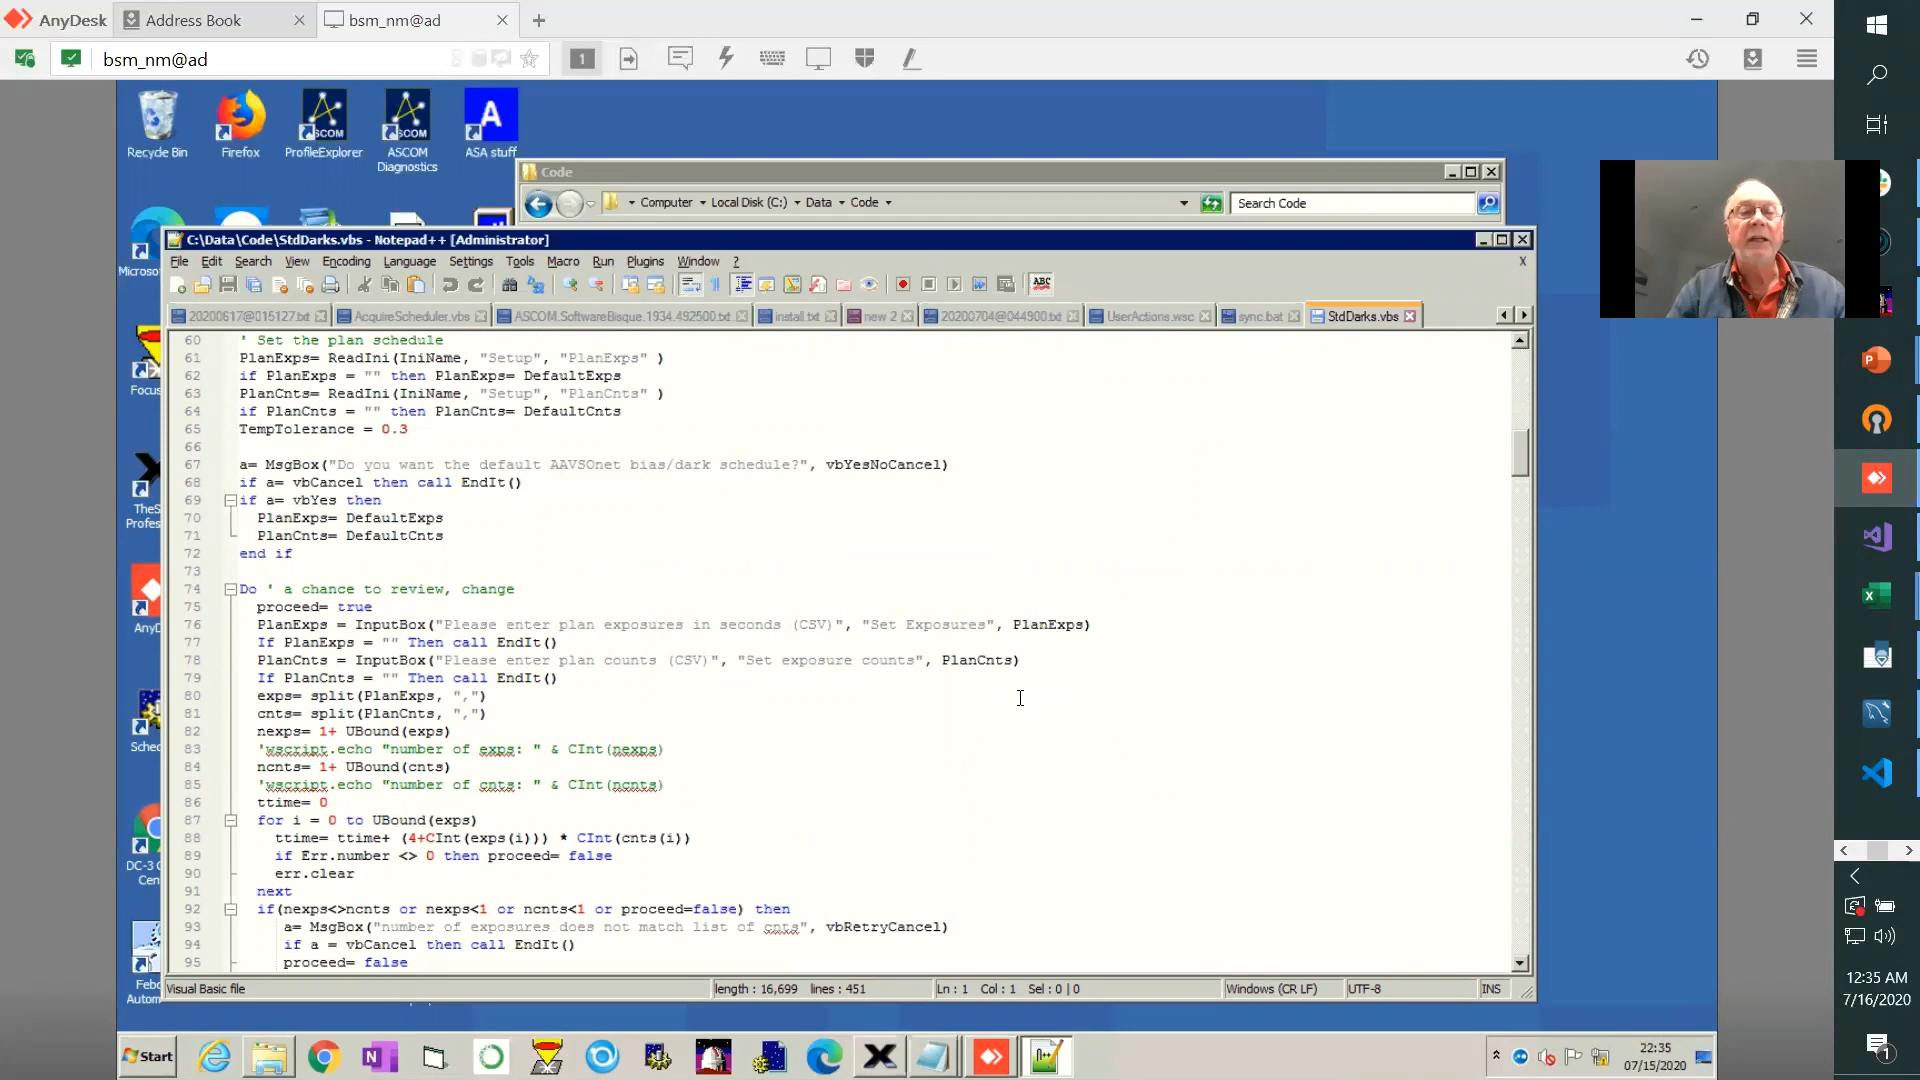 AnyDesk
Address Book
bsm_nm@ad
bsm_nm@ad
1
Recycle Bin
Firefox
ProfileExplorer
ASCOM
Diagnostics
ASA stuff
Code
Computer
Local Disk (C:)
Data
Code
Search Code
C:\Data\Code\StdDarks.vbs - Notepad++ [Administrator]
File Edit Search View Encoding Language Settings Tools Macro Run Plugins Window ? X
20200617@015127.txt
AcquireScheduler.vbs
ASCOM.SoftwareBisque.1934.492500.txt
install.txt
new 2
20200704@044900.txt
UserActions.wsc
sync.bat
StdDarks.vbs
60 ' Set the plan schedule
61 PlanExps= ReadIni(IniName, "Setup", "PlanExps" )
62 if PlanExps = "" then PlanExps= DefaultExps
63 PlanCnts= ReadIni(IniName, "Setup", "PlanCnts" )
64 if PlanCnts = "" then PlanCnts= DefaultCnts
65 TempTolerance = 0.3
66
67 a= MsgBox("Do you want the default AAVSOnet bias/dark schedule?", vbYesNoCancel)
68 if a= vbCancel then call EndIt()
69 if a= vbYes then
70 PlanExps= DefaultExps
71 PlanCnts= DefaultCnts
72 end if
73
74 Do ' a chance to review, change
75 proceed= true
76 PlanExps = InputBox("Please enter plan exposures in seconds (CSV)", "Set Exposures", PlanExps)
77 If PlanExps = "" Then call EndIt()
78 PlanCnts = InputBox("Please enter plan counts (CSV)", "Set exposure counts", PlanCnts)
79 If PlanCnts = "" Then call EndIt()
80 exps= split(PlanExps, ",")
81 cnts= split(PlanCnts, ",")
82 nexps= 1+ UBound(exps)
83 'wscript.echo "number of exps: " & CInt(nexps)
84 ncnts= 1+ UBound(cnts)
85 'wscript.echo "number of cnts: " & CInt(ncnts)
86 ttime= 0
87 for i = 0 to UBound(exps)
88 ttime= ttime+ (4+CInt(exps(i))) * CInt(cnts(i))
89 if Err.number <> 0 then proceed= false
90 err.clear
91 next
92 if(nexps<>ncnts or nexps<1 or ncnts<1 or proceed=false) then
93 a= MsgBox("number of exposures does not match list of cnts", vbRetryCancel)
94 if a = vbCancel then call EndIt()
95 proceed= false
Visual Basic file
length : 16,699 lines : 451
Ln : 1 Col : 1 Sel : 0 | 0
Windows (CR LF)
UTF-8
INS
Microso
Focus
TheS
Profes
AnyD
Sched
DC-3
Cen
Febo
Autom
Start
22:35
07/15/2020
12:35 AM
7/16/2020
1